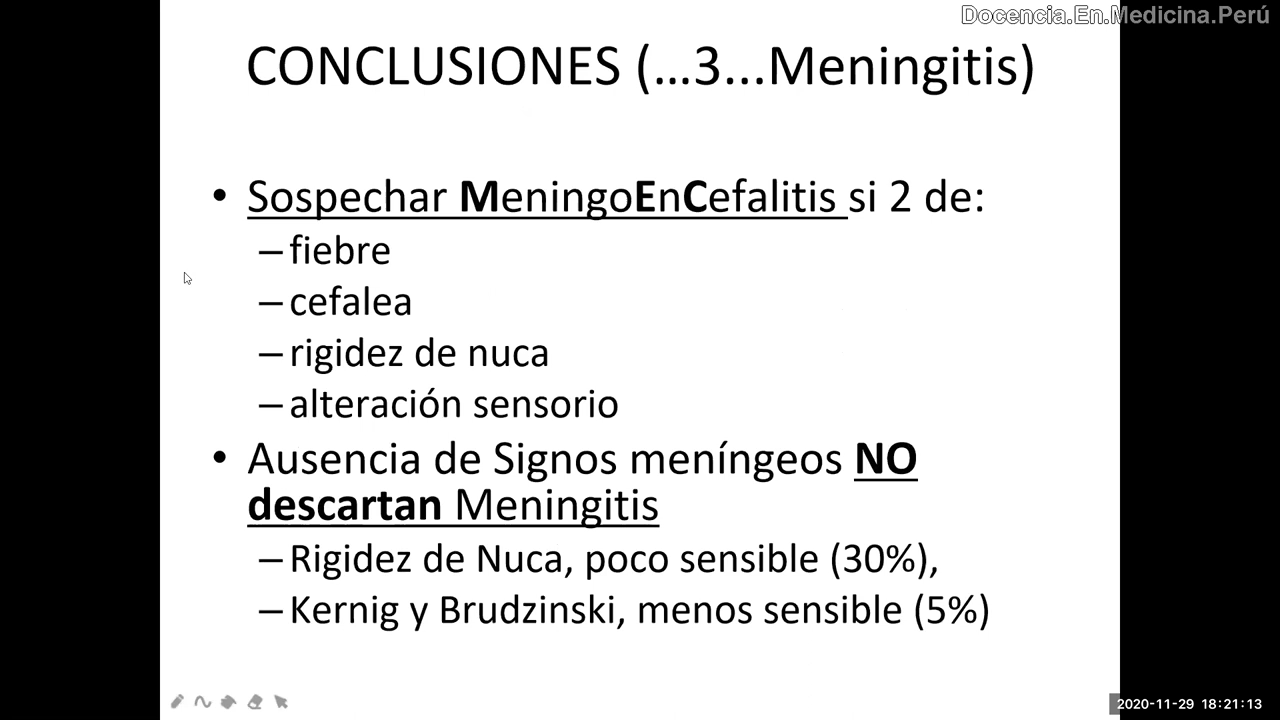 Docencia.En.Medicina.Perú
CONCLUSIONES (...3...Meningitis)
• Sospechar MeningoEnCefalitis si 2 de:
– fiebre
– cefalea
– rigidez de nuca
– alteración sensorio
• Ausencia de Signos meníngeos NO
descartan Meningitis
– Rigidez de Nuca, poco sensible (30%),
– Kernig y Brudzinski, menos sensible (5%)
2020-11-29 18:21:13